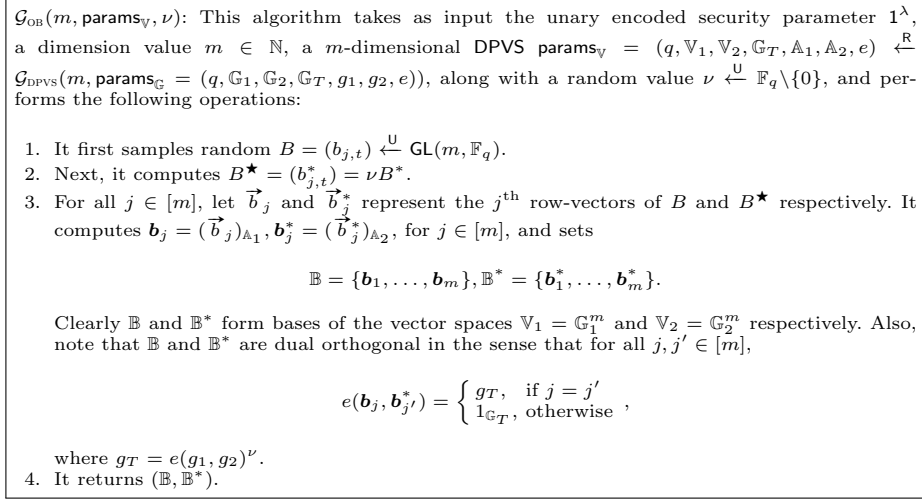 𝒢_OB(m, params_𝕍, ν): This algorithm takes as input the unary encoded security parameter 1^λ,
a dimension value m ∈ ℕ, a m-dimensional DPVS params_𝕍 = (q, 𝕍_1, 𝕍_2, 𝔾_T, 𝔸_1, 𝔸_2, e) ←^R
𝒢_DPVS(m, params_𝔾 = (q, 𝔾_1, 𝔾_2, 𝔾_T, g_1, g_2, e)), along with a random value ν ←^U 𝔽_q\{0}, and per-
forms the following operations:
1. It first samples random B = (b_{j,t}) ←^U GL(m, 𝔽_q).
2. Next, it computes B^★ = (b*_{j,t}) = νB*.
3. For all j ∈ [m], let b⃗_j and b⃗*_j represent the j^th row-vectors of B and B^★ respectively. It
computes 𝒃_j = (b⃗_j)_{𝔸_1}, 𝒃*_j = (b⃗*_j)_{𝔸_2}, for j ∈ [m], and sets
𝔹 = {𝒃_1, . . . , 𝒃_m}, 𝔹* = {𝒃*_1, . . . , 𝒃*_m}.
Clearly 𝔹 and 𝔹* form bases of the vector spaces 𝕍_1 = 𝔾_1^m and 𝕍_2 = 𝔾_2^m respectively. Also,
note that 𝔹 and 𝔹* are dual orthogonal in the sense that for all j, j′ ∈ [m],
e(𝒃_j, 𝒃*_{j′}) = { g_T, if j = j′
1_{𝔾_T}, otherwise ,
where g_T = e(g_1, g_2)^ν.
4. It returns (𝔹, 𝔹*).